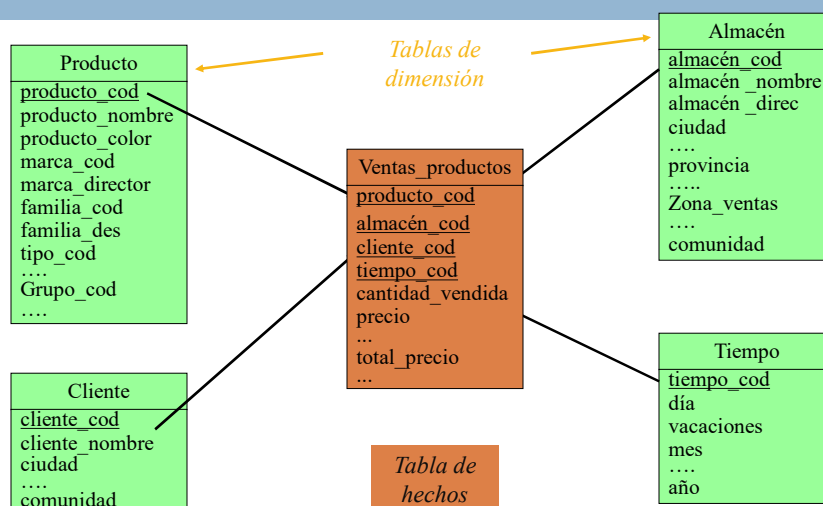 Tablas de
dimensión
Producto
producto_cod
producto_nombre
producto_color
marca_cod
marca_director
familia_cod
familia_des
tipo_cod
….
Grupo_cod
….
Almacén
almacén_cod
almacén _nombre
almacén _direc
ciudad
….
provincia
…..
Zona_ventas
….
comunidad
Ventas_productos
producto_cod
almacén_cod
cliente_cod
tiempo_cod
cantidad_vendida
precio
...
total_precio
...
Cliente
cliente_cod
cliente_nombre
ciudad
….
comunidad
Tiempo
tiempo_cod
día
vacaciones
mes
….
año
Tabla de
hechos